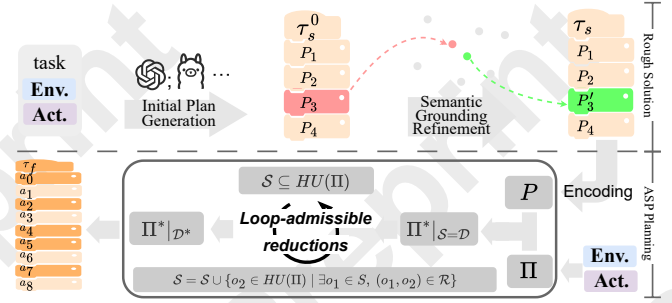 task
Env.
Act.
...
Initial Plan
Generation
τ_s^0
P_1
P_2
P_3
P_4
Semantic
Grounding
Refinement
τ_s
P_1
P_2
P_3'
P_4
Rough Solution
τ_f
a_0
a_1
a_2
a_3
a_4
a_5
a_6
a_7
a_8
S ⊆ HU(Π)
Π*|_{D*}
Loop-admissible
reductions
Π*|_{S=D}
S = S ∪ {o_2 ∈ HU(Π) | ∃o_1 ∈ S, (o_1, o_2) ∈ R}
P
Π
Encoding
Env.
Act.
ASP Planning
preprint